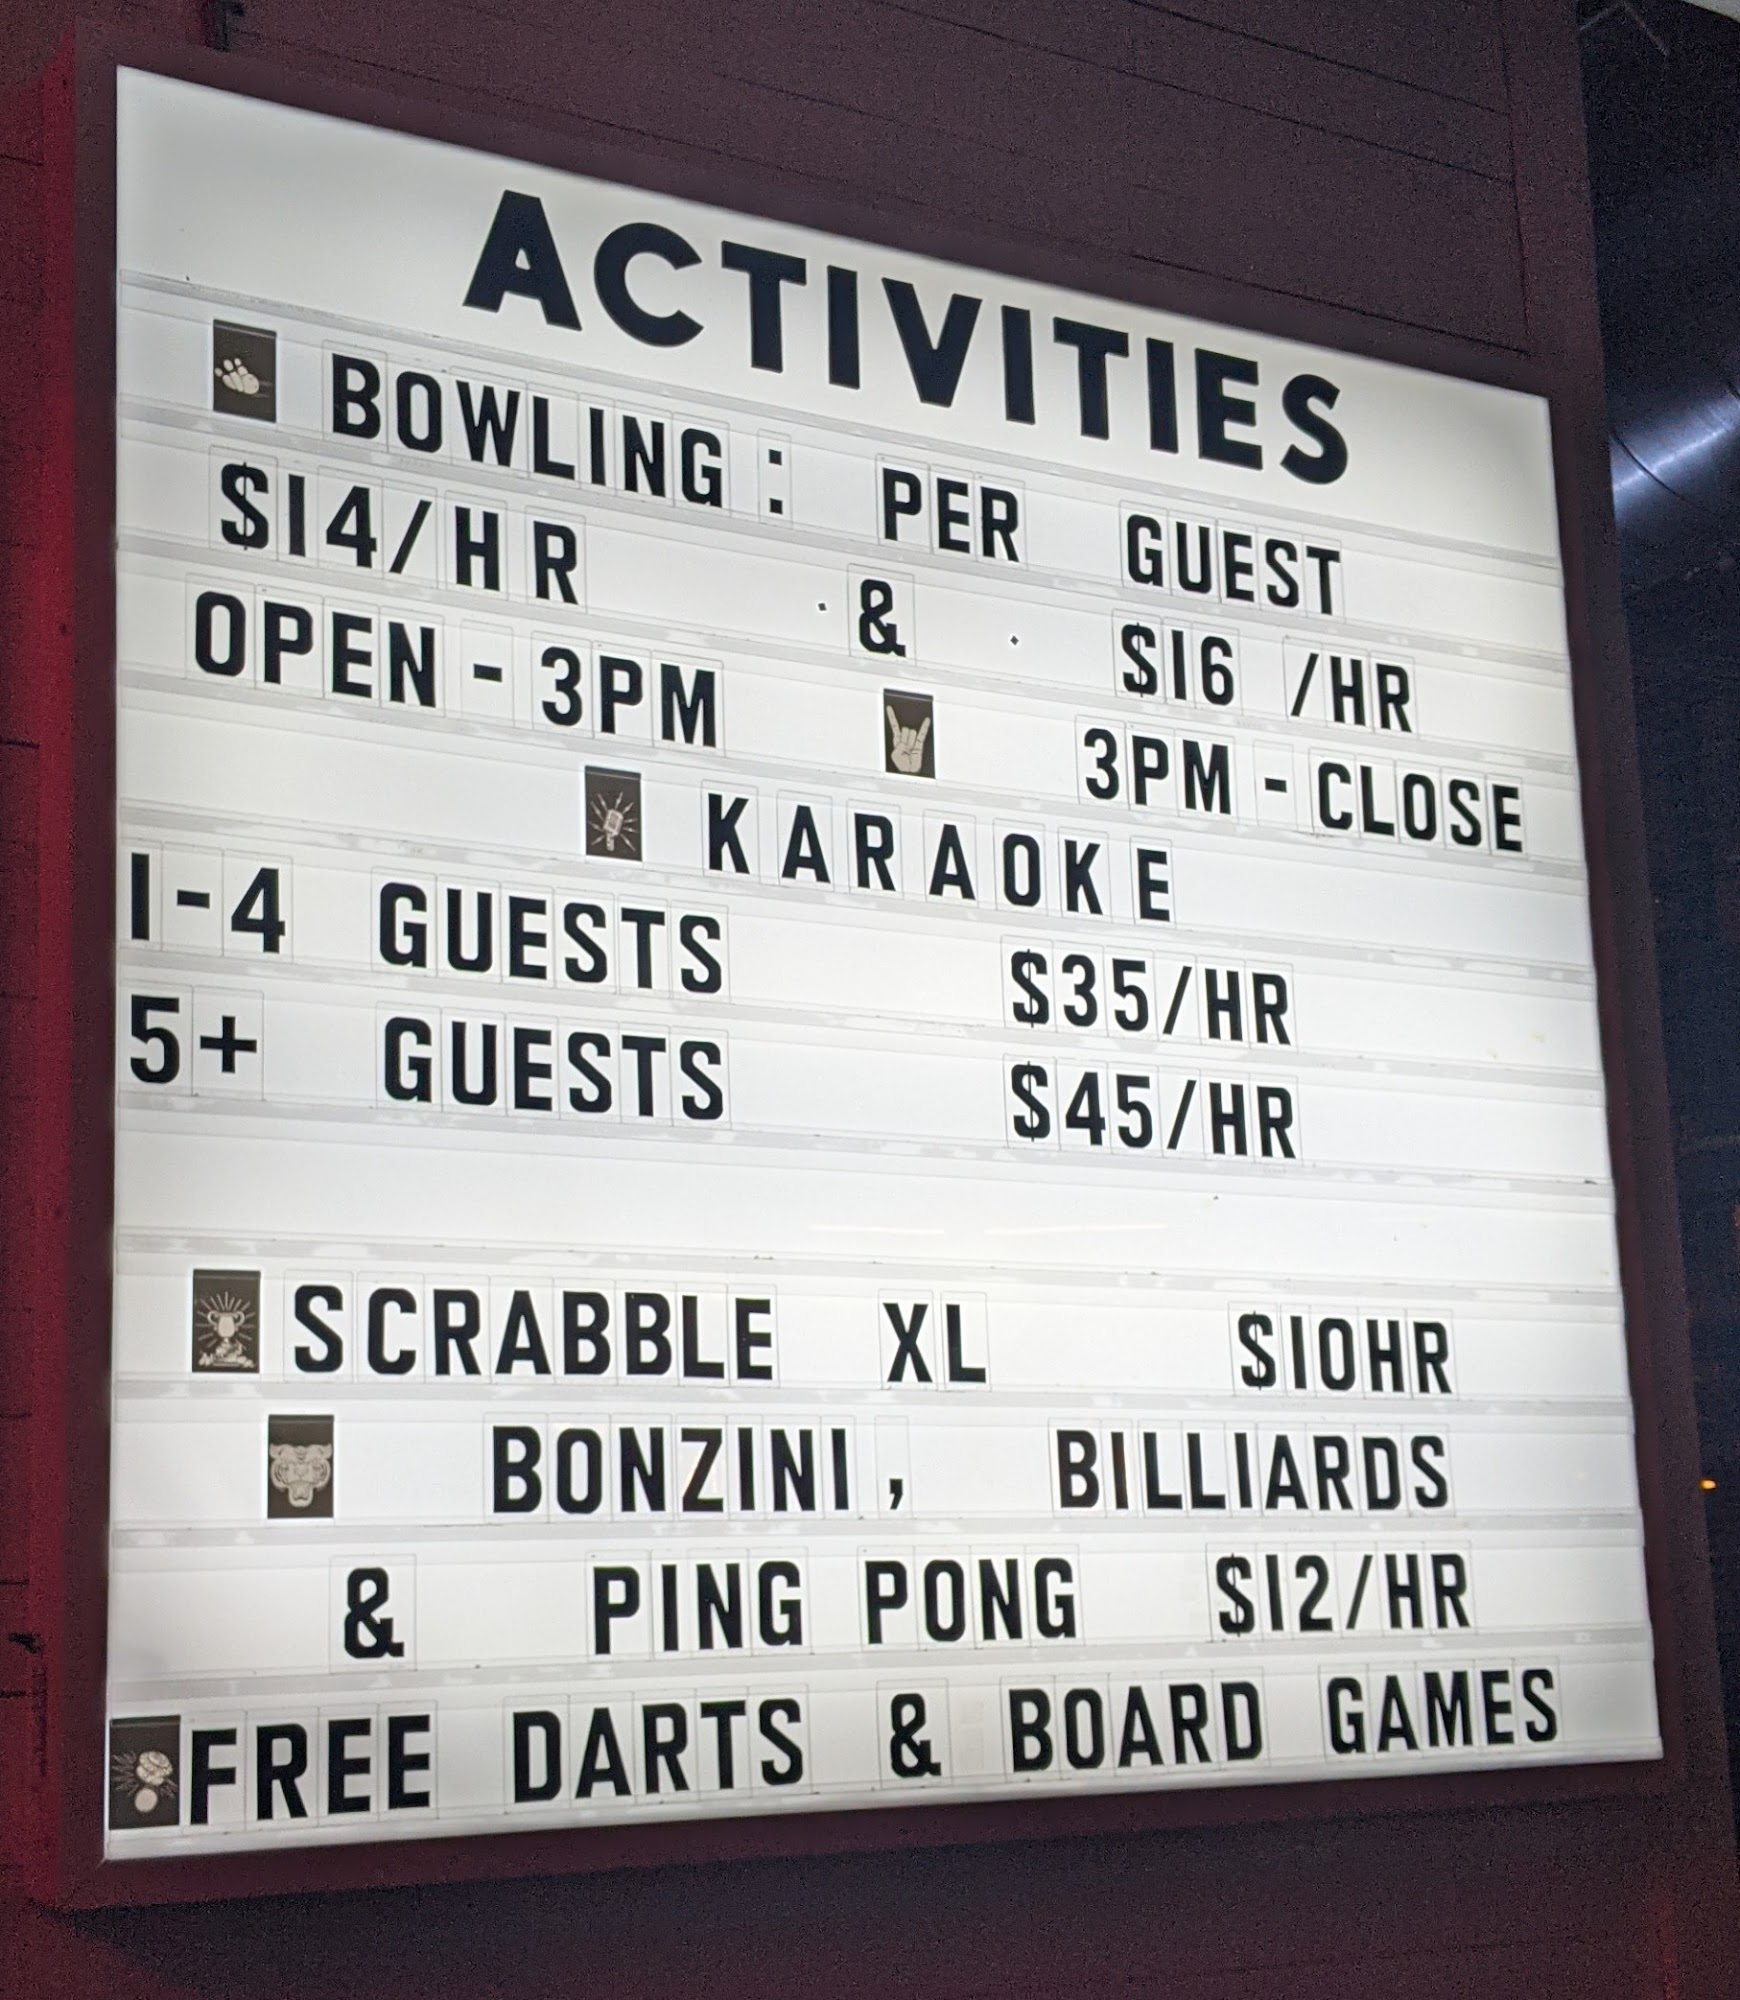 ACTIVITIES
BOWLING: PER GUEST
$14/HR & $16 /HR
OPEN-3PM 3PM-CLOSE
KARAOKE
1-4 GUESTS $35/HR
5+ GUESTS $45/HR
SCRABBLE XL $10HR
BONZINI, BILLIARDS
& PING PONG $12/HR
FREE DARTS & BOARD GAMES